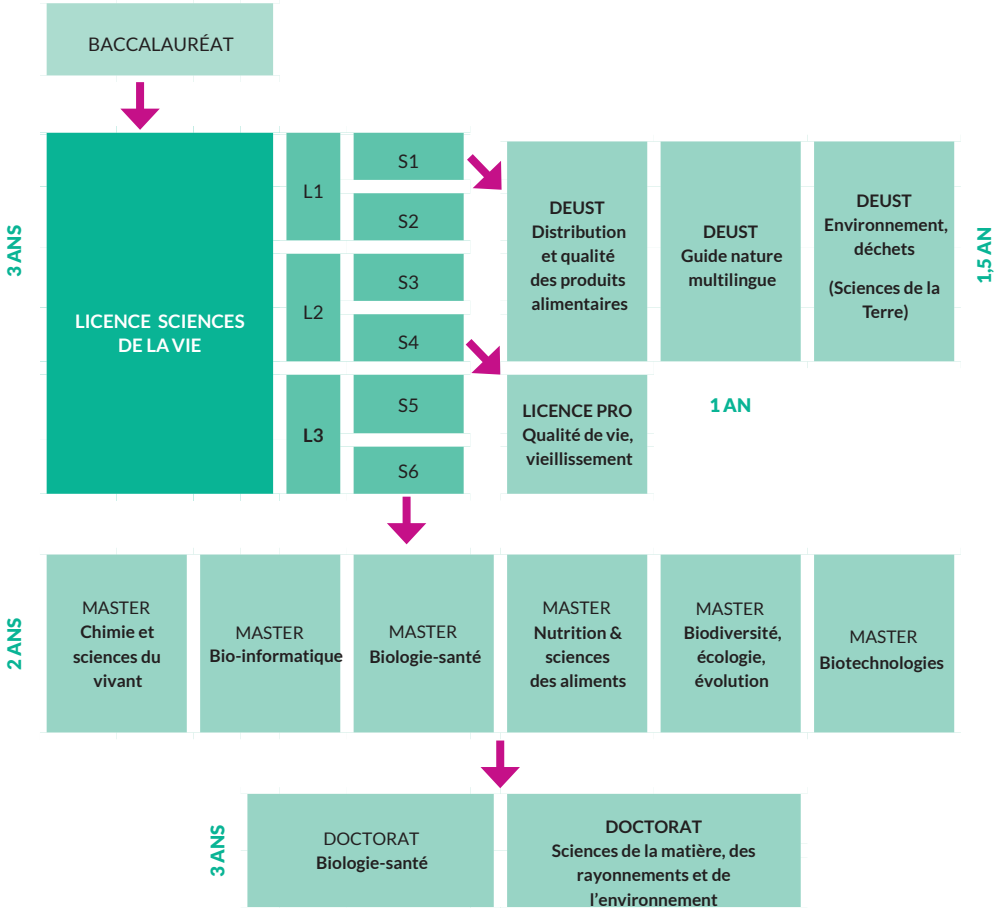 BACCALAURÉAT
3 ANS
LICENCE SCIENCES
DE LA VIE
L1
S1
S2
L2
S3
S4
L3
S5
S6
DEUST
Distribution
et qualité
des produits
alimentaires
DEUST
Guide nature
multilingue
DEUST
Environnement,
déchets
(Sciences de la
Terre)
1,5 AN
LICENCE PRO
Qualité de vie,
vieillissement
1 AN
2 ANS
MASTER
Chimie et
sciences du
vivant
MASTER
Bio-informatique
MASTER
Biologie-santé
MASTER
Nutrition &
sciences
des aliments
MASTER
Biodiversité,
écologie,
évolution
MASTER
Biotechnologies
3 ANS
DOCTORAT
Biologie-santé
DOCTORAT
Sciences de la matière, des
rayonnements et de
l'environnement